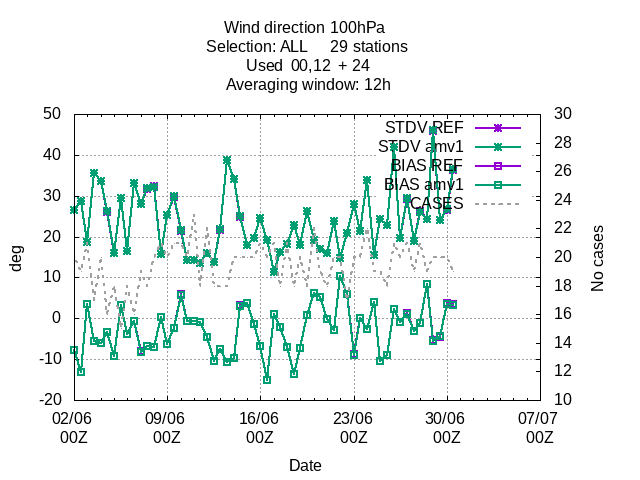 Wind direction 100hPa
Selection: ALL 29 stations
Used 00,12 + 24
Averaging window: 12h
STDV REF
STDV amv1
BIAS REF
BIAS amv1
CASES
50
40
30
20
10
0
-10
-20
30
28
26
24
22
20
18
16
14
12
10
deg
No cases
02/06 09/06 16/06 23/06 30/06 07/07
00Z 00Z 00Z 00Z 00Z 00Z
Date